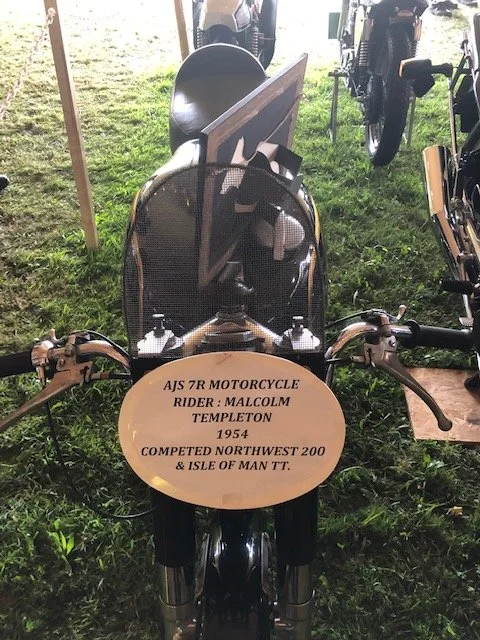 AJS 7R MOTORCYCLE
RIDER : MALCOLM
TEMPLETON
1954
COMPETED NORTHWEST 200
& ISLE OF MAN TT.